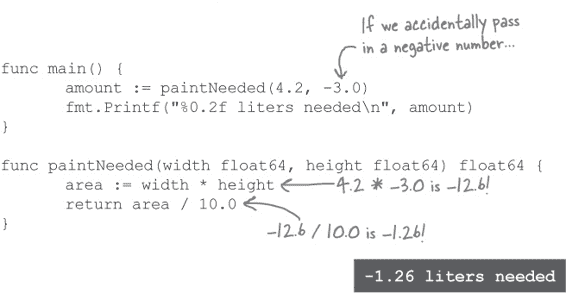 If we accidentally pass
in a negative number...
func main() {
amount := paintNeeded(4.2, -3.0)
fmt.Printf("%0.2f liters needed\n", amount)
}
func paintNeeded(width float64, height float64) float64 {
area := width * height 4.2 * -3.0 is -12.6!
return area / 10.0
} -12.6 / 10.0 is -1.26!
-1.26 liters needed